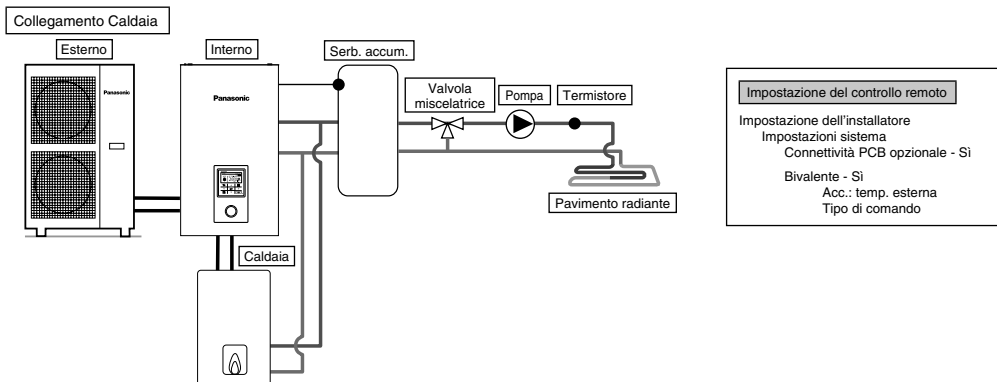 Collegamento Caldaia
Esterno
Interno
Serb. accum.
Valvola
miscelatrice
Pompa
Termistore
Panasonic
Panasonic
Pavimento radiante
Caldaia
Impostazione del controllo remoto
Impostazione dell'installatore
Impostazioni sistema
Connettività PCB opzionale - Sì
Bivalente - Sì
Acc.: temp. esterna
Tipo di comando